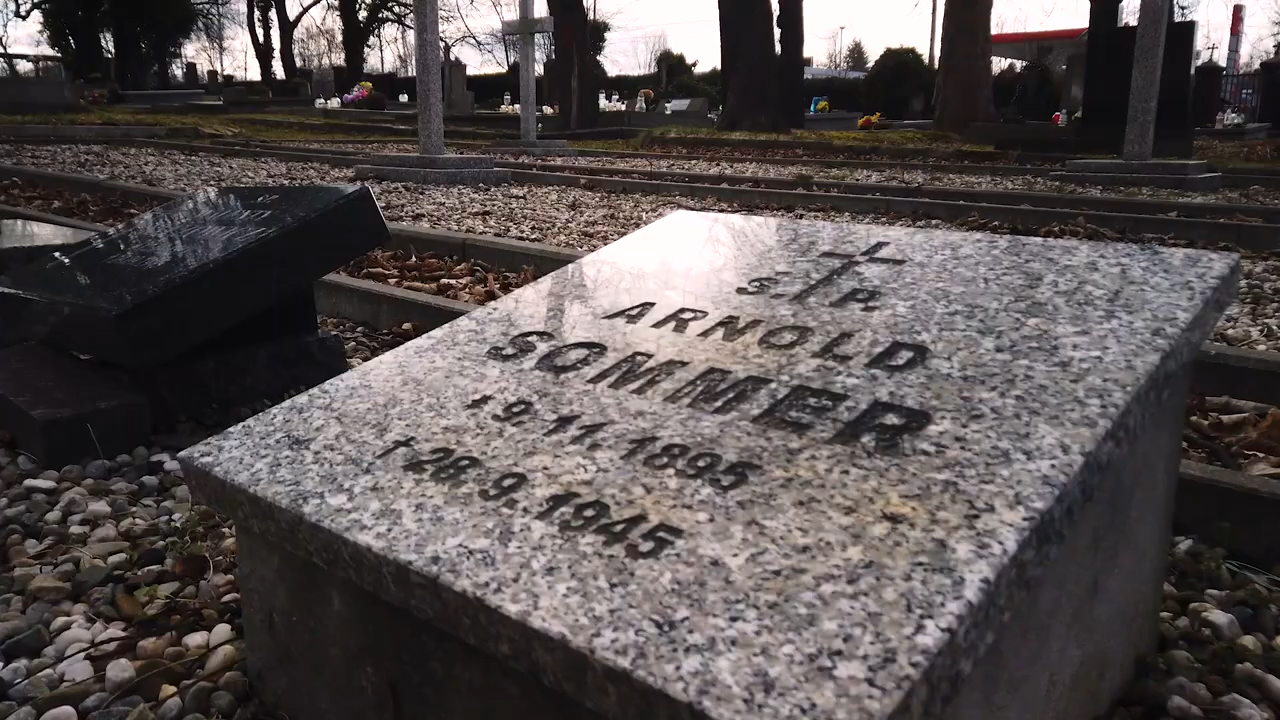 S. P.
ARNOLD
SOMMER
* 9.11.1895
† 28.9.1945